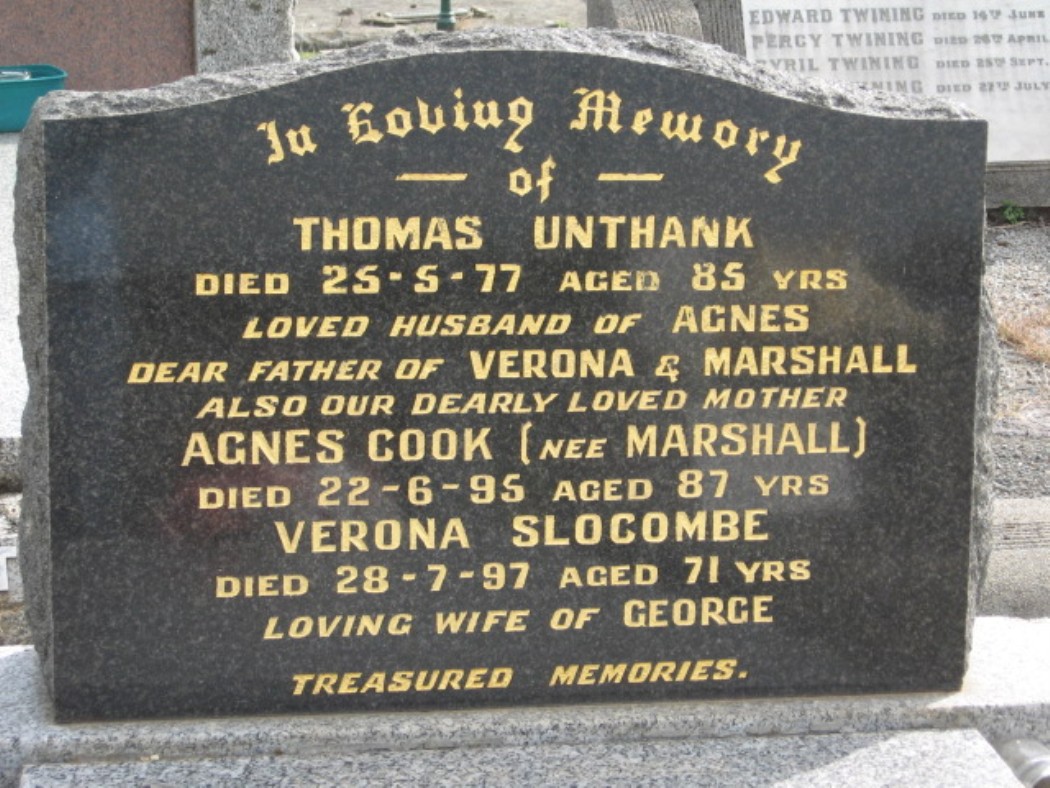 EDWARD TWINING DIED 14TH JUNE
PERCY TWINING DIED 26TH APRIL
CYRIL TWINING DIED 25TH SEPT.
TWINING DIED 27TH JULY
In Loving Memory
— of —
THOMAS UNTHANK
DIED 25-5-77 AGED 85 YRS
LOVED HUSBAND OF AGNES
DEAR FATHER OF VERONA & MARSHALL
ALSO OUR DEARLY LOVED MOTHER
AGNES COOK (NEE MARSHALL)
DIED 22-6-95 AGED 87 YRS
VERONA SLOCOMBE
DIED 28-7-97 AGED 71 YRS
LOVING WIFE OF GEORGE
TREASURED MEMORIES.